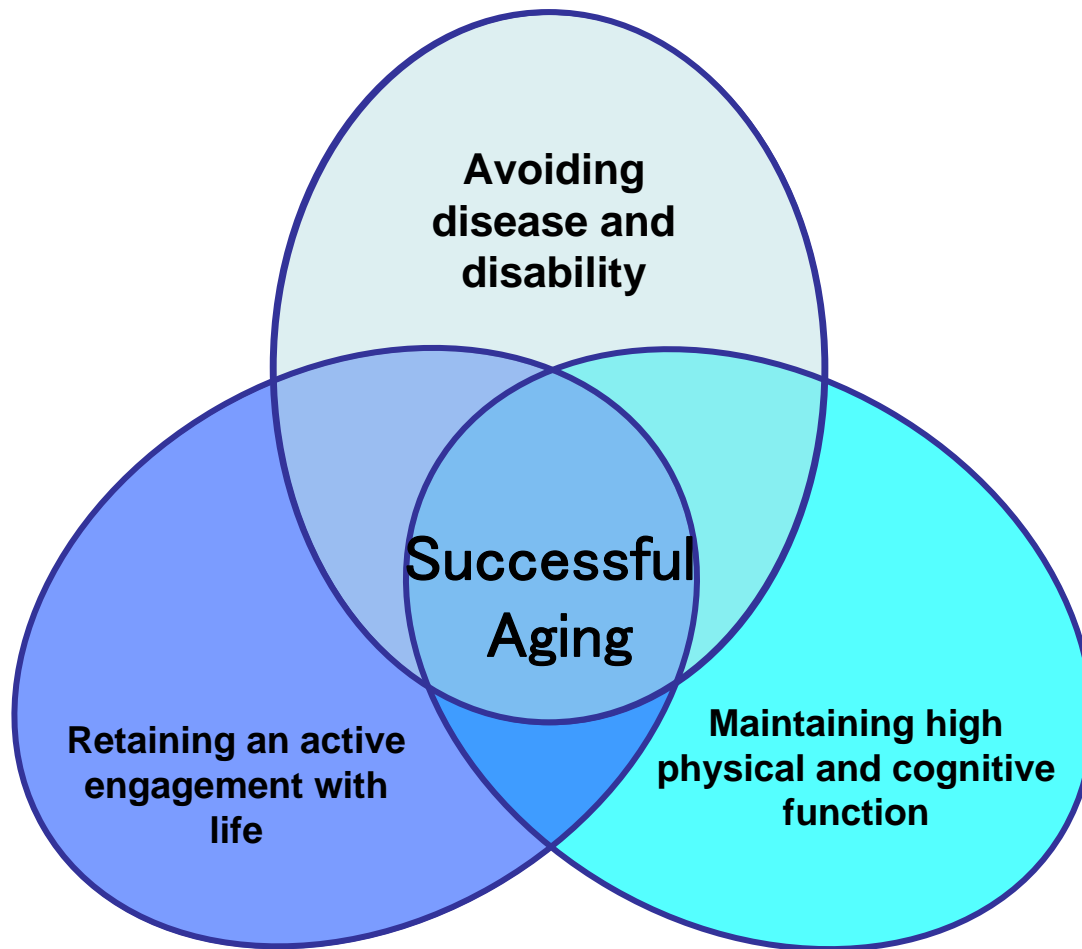 Avoiding
disease and
disability
Successful
Aging
Retaining an active
engagement with
life
Maintaining high
physical and cognitive
function